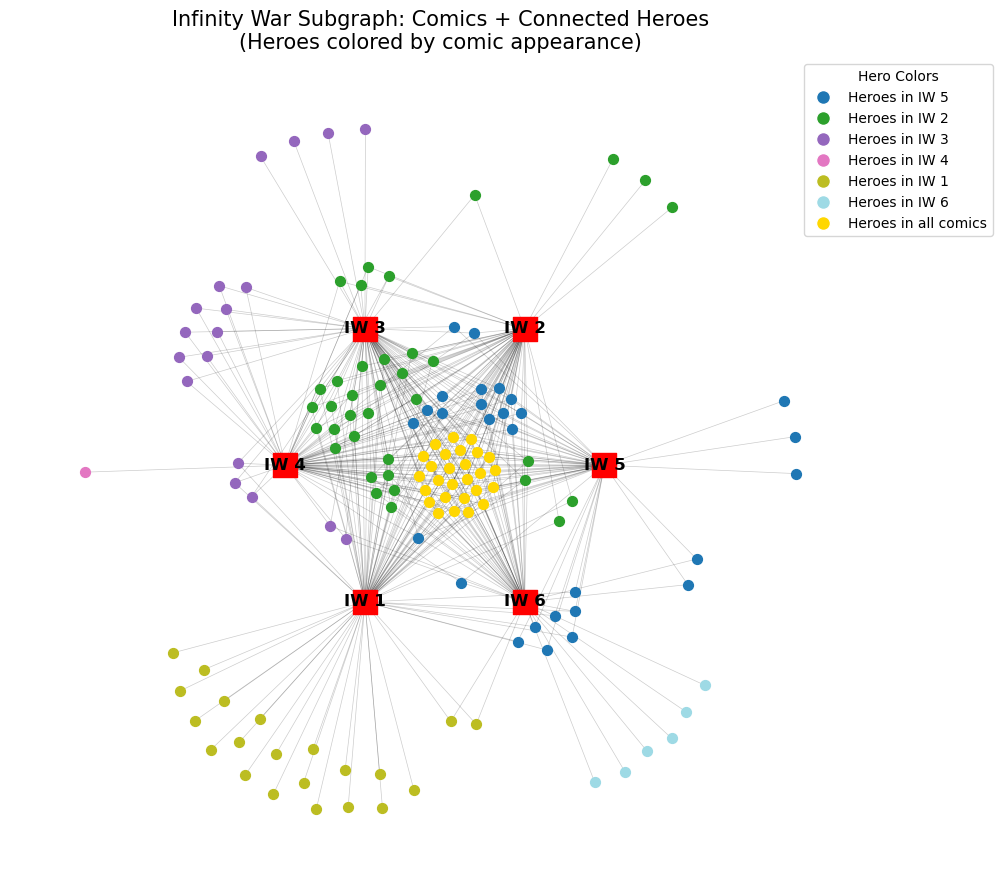 Infinity War Subgraph: Comics + Connected Heroes
(Heroes colored by comic appearance)
Hero Colors
Heroes in IW 5
Heroes in IW 2
Heroes in IW 3
Heroes in IW 4
Heroes in IW 1
Heroes in IW 6
Heroes in all comics
IW 3
IW 2
IW 4
IW 5
IW 1
IW 6